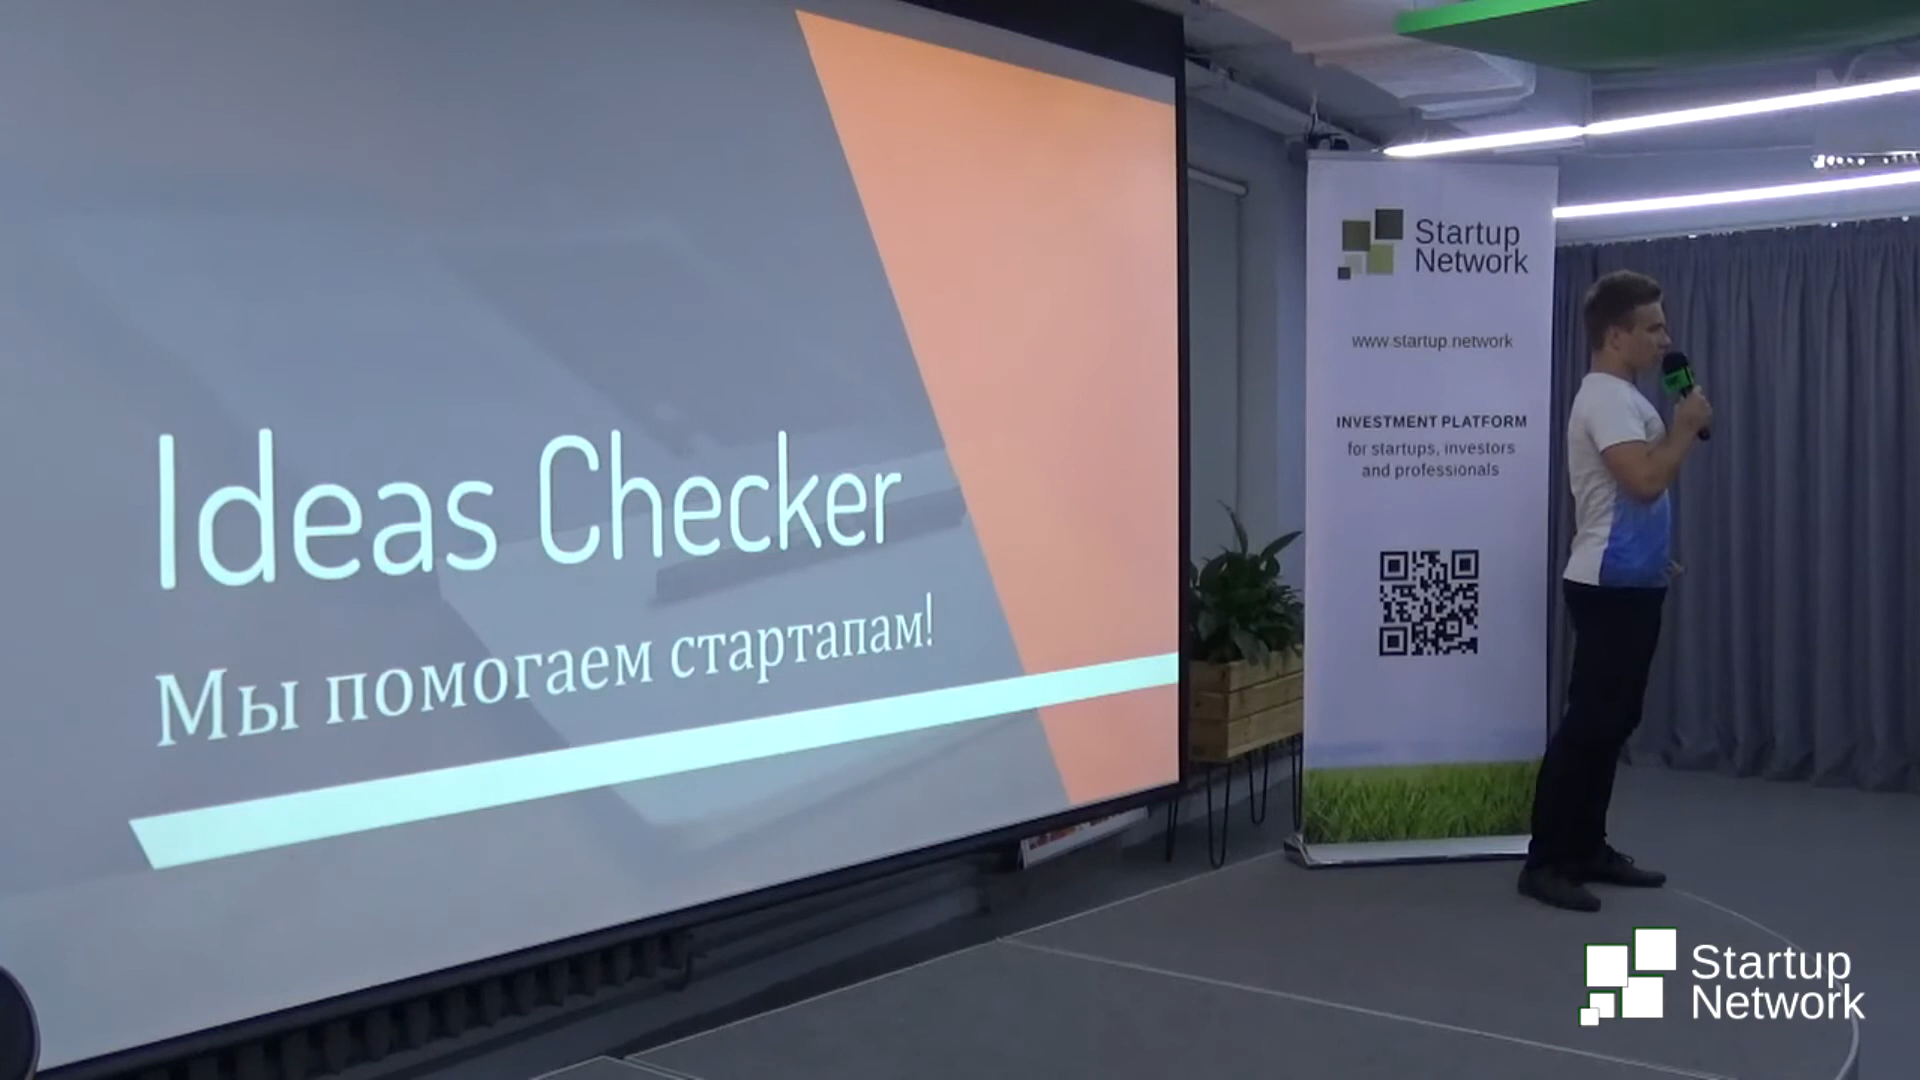 Ideas Checker
Мы помогаем стартапам!
Startup
Network
www.startup.network
INVESTMENT PLATFORM
for startups, investors
and professionals
Startup
Network